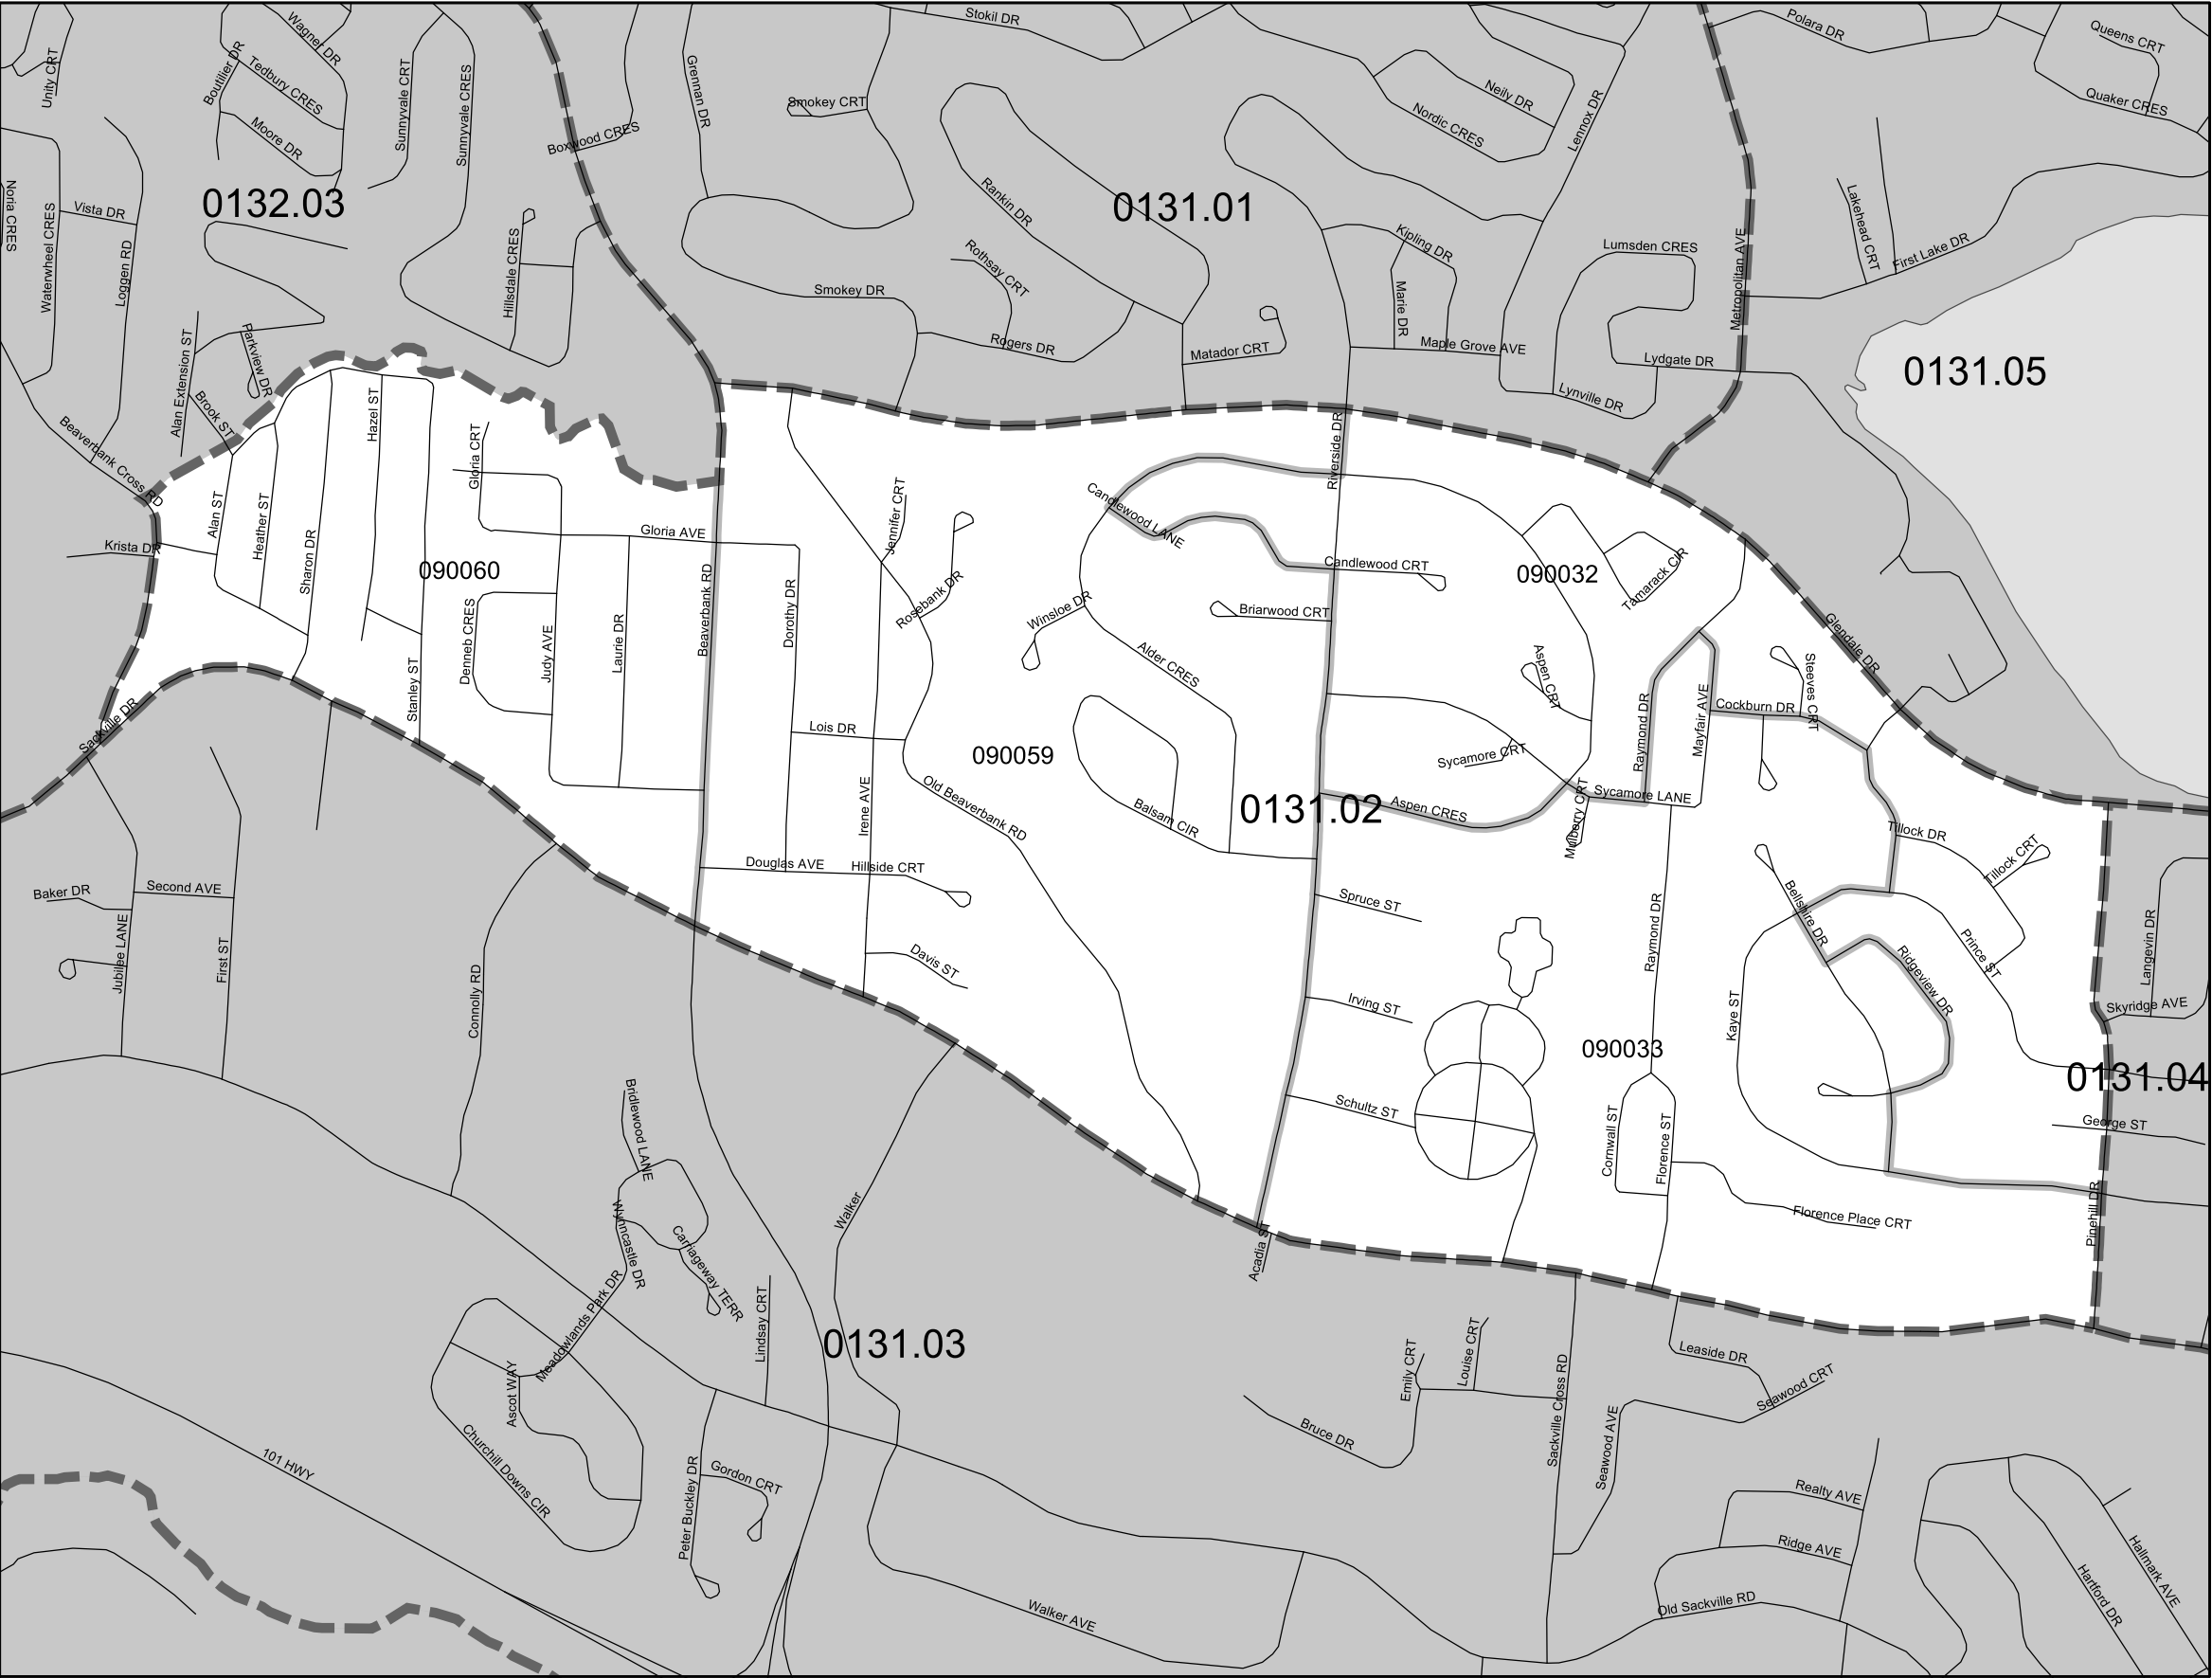 Stokil DR
Wagner DR
Polara DR
Queens CRT
Unity CRT
Boutilier DR
Tedbury CRES
Moore DR
Sunnyvale CRT
Sunnyvale CRES
Grennan DR
Smokey CRT
Boxwood CRES
Neily DR
Nordic CRES
Lennox DR
Quaker CRES
Noria CRES
Waterwheel CRES
Vista DR
Loggen RD
0132.03
0131.01
Rankin DR
Rothsay CRT
Hillsdale CRES
Kipling DR
Marie DR
Lumsden CRES
Metropolitan AVE
Lakehead CRT
First Lake DR
Smokey DR
Rogers DR
Matador CRT
Maple Grove AVE
Lydgate DR
Lynville DR
0131.05
Alan Extension ST
Parkview DR
Brook ST
Beaverbank Cross RD
Hazel ST
Gloria CRT
Riverside DR
Alan ST
Heather ST
Sharon DR
Krista DR
090060
Gloria AVE
Jennifer CRT
Candlewood LANE
Candlewood CRT
090032
Tamarack CIR
Beaverbank RD
Dorothy DR
Rosebank DR
Winsloe DR
Briarwood CRT
Denneb CRES
Judy AVE
Laurie DR
Stanley ST
Alder CRES
Aspen CRT
Raymond DR
Mayfair AVE
Steeves CRT
Cockburn DR
Glendale DR
Sackville DR
Lois DR
090059
Sycamore CRT
Irene AVE
Old Beaverbank RD
Balsam CIR
0131.02
Aspen CRES
Mulberry CRT
Sycamore LANE
Tillock DR
Tillock CRT
Douglas AVE
Hillside CRT
Baker DR
Second AVE
Jubilee LANE
First ST
Spruce ST
Raymond DR
Bellshire DR
Prince ST
Ridgeview DR
Langevin DR
Davis ST
Connolly RD
Irving ST
Kaye ST
Skyridge AVE
090033
0131.04
Schultz ST
Cornwall ST
Florence ST
George ST
Bridlewood LANE
Wynncastle DR
Carriageway TERR
Walker
Acadia
Florence Place CRT
Pinehill DR
Meadowlands Park DR
Lindsay CRT
0131.03
Ascot WAY
Churchill Downs CIR
Emily CRT
Louise CRT
Sackville Cross RD
Leaside DR
Seawood CRT
Bruce DR
Seawood AVE
101 HWY
Peter Buckley DR
Gordon CRT
Realty AVE
Ridge AVE
Hallmark AVE
Hartford DR
Walker AVE
Old Sackville RD